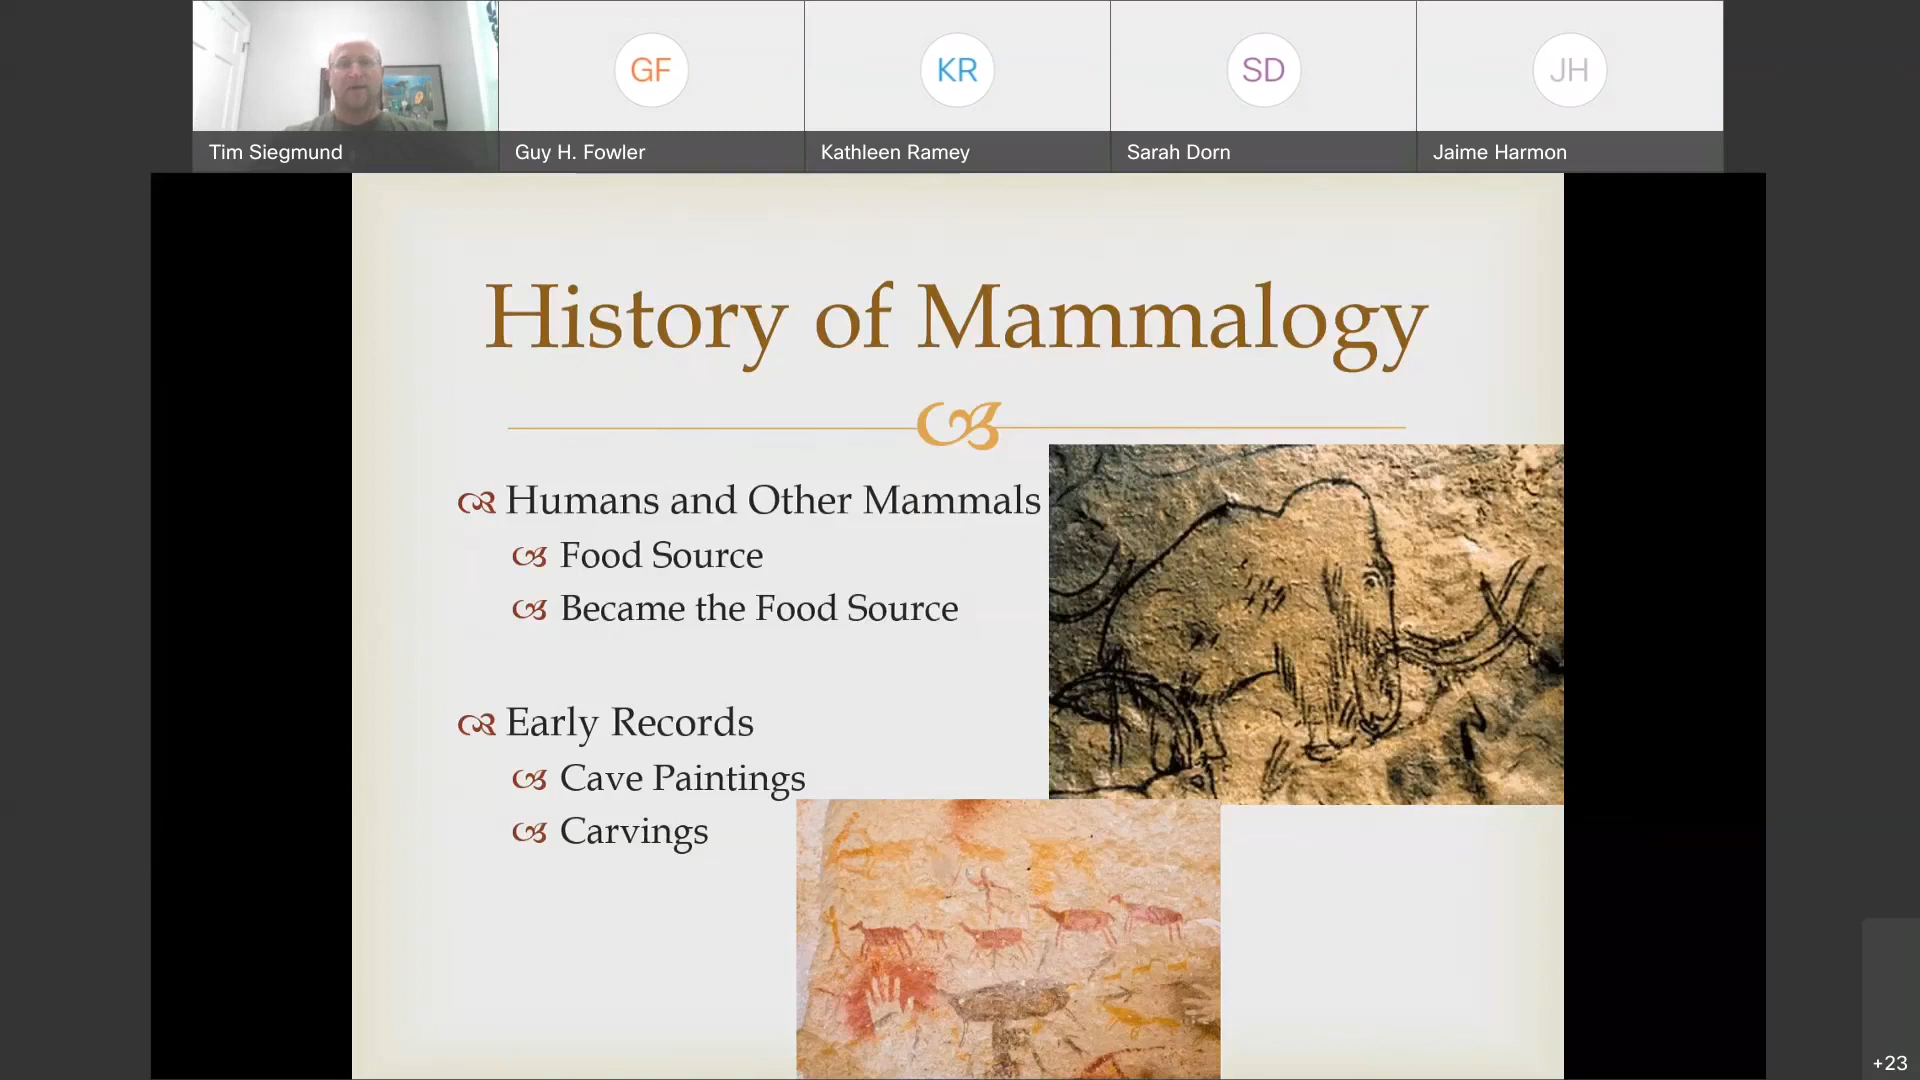 GF
KR
SD
JH
Tim Siegmund
Guy H. Fowler
Kathleen Ramey
Sarah Dorn
Jaime Harmon
History of Mammalogy
Humans and Other Mammals
Food Source
Became the Food Source
Early Records
Cave Paintings
Carvings
+23